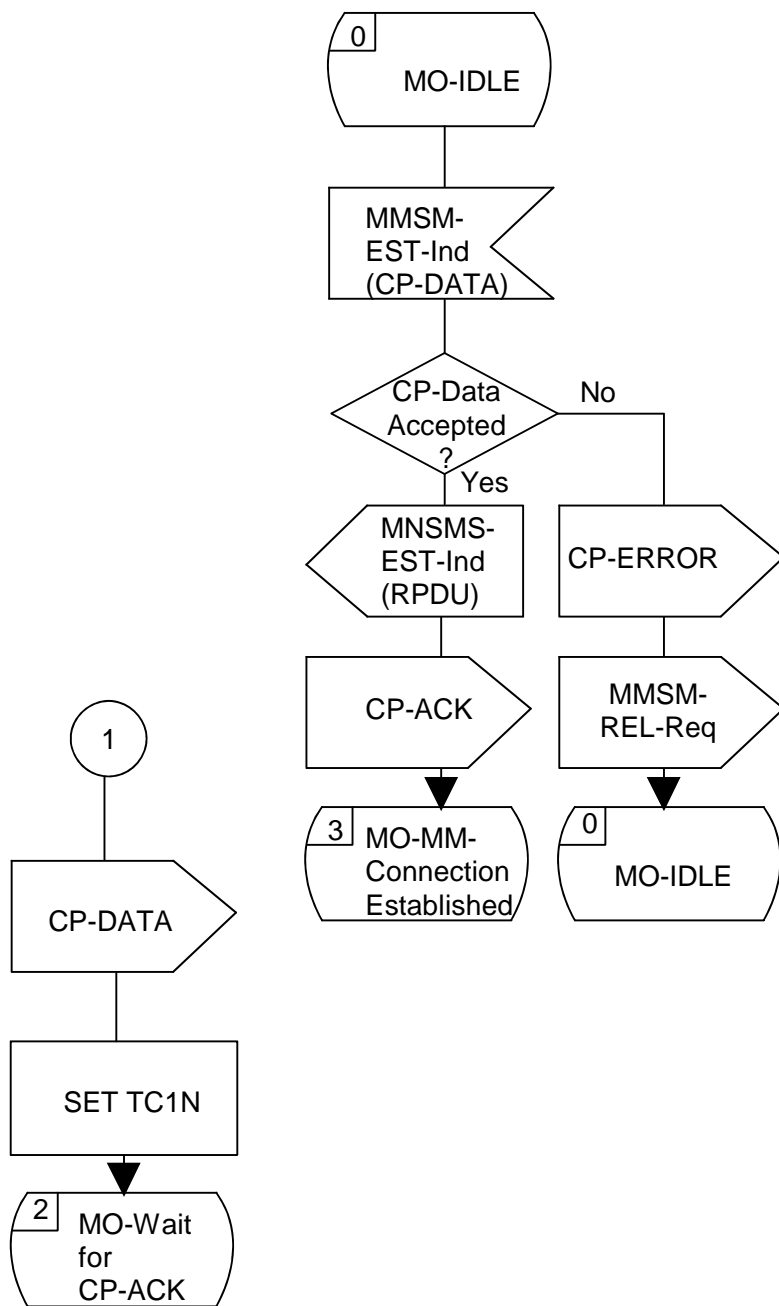 0
MO-IDLE
MMSM-
EST-Ind
(CP-DATA)
CP-Data
Accepted
?
No
Yes
MNSMS-
EST-Ind
(RPDU)
CP-ERROR
CP-ACK
MMSM-
REL-Req
3
MO-MM-
Connection
Established
0
MO-IDLE
1
CP-DATA
SET TC1N
2
MO-Wait
for
CP-ACK